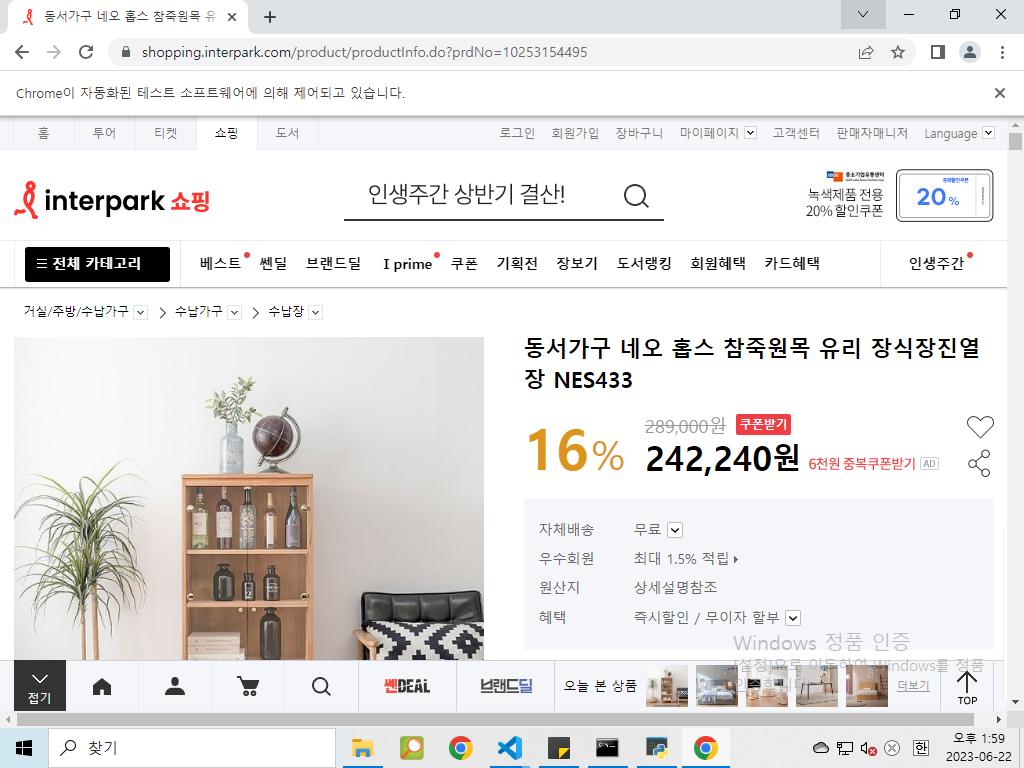 동서가구 네오 홉스 참죽원목 유
shopping.interpark.com/product/productInfo.do?prdNo=10253154495
Chrome이 자동화된 테스트 소프트웨어에 의해 제어되고 있습니다.
홈 투어 티켓 쇼핑 도서 로그인 회원가입 장바구니 마이페이지 고객센터 판매자매니저 Language
interpark 쇼핑
인생주간 상반기 결산!
중소기업유통센터
녹색제품 전용
20% 할인쿠폰
중복할인쿠폰
20%
전체 카테고리 베스트 쎈딜 브랜드딜 I prime 쿠폰 기획전 장보기 도서랭킹 회원혜택 카드혜택 인생주간
거실/주방/수납가구 수납가구 수납장
동서가구 네오 홉스 참죽원목 유리 장식장진열
장 NES433
289,000원 쿠폰받기
16% 242,240원 6천원 중복쿠폰받기 AD
자체배송 무료
우수회원 최대 1.5% 적립
원산지 상세설명참조
혜택 즉시할인 / 무이자 할부
Windows 정품 인증
[설정]으로 이동하여 Windows를 정품
접기
쎈DEAL
브랜드딜
오늘 본 상품
더보기
TOP
찾기
한
오후 1:59
2023-06-22